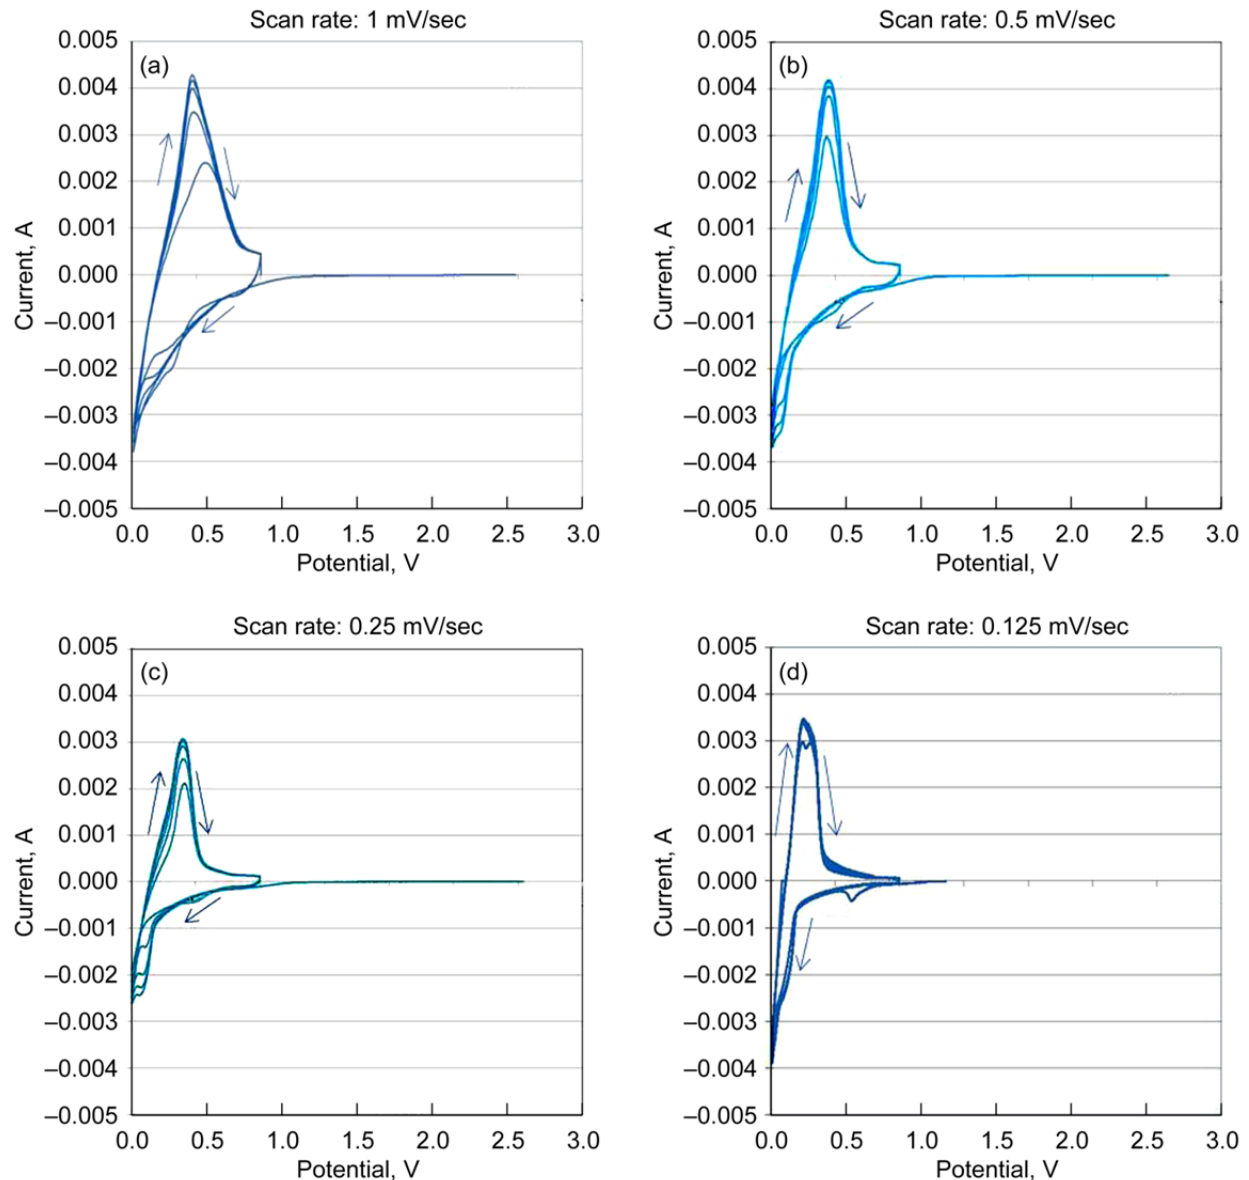 Scan rate: 1 mV/sec
(a)
0.005
0.004
0.003
0.002
0.001
0.000
–0.001
–0.002
–0.003
–0.004
–0.005
Current, A
0.0 0.5 1.0 1.5 2.0 2.5 3.0
Potential, V
Scan rate: 0.5 mV/sec
(b)
0.005
0.004
0.003
0.002
0.001
0.000
–0.001
–0.002
–0.003
–0.004
–0.005
Current, A
0.0 0.5 1.0 1.5 2.0 2.5 3.0
Potential, V
Scan rate: 0.25 mV/sec
(c)
0.005
0.004
0.003
0.002
0.001
0.000
–0.001
–0.002
–0.003
–0.004
–0.005
Current, A
0.0 0.5 1.0 1.5 2.0 2.5 3.0
Potential, V
Scan rate: 0.125 mV/sec
(d)
0.005
0.004
0.003
0.002
0.001
0.000
–0.001
–0.002
–0.003
–0.004
–0.005
Current, A
0.0 0.5 1.0 1.5 2.0 2.5 3.0
Potential, V